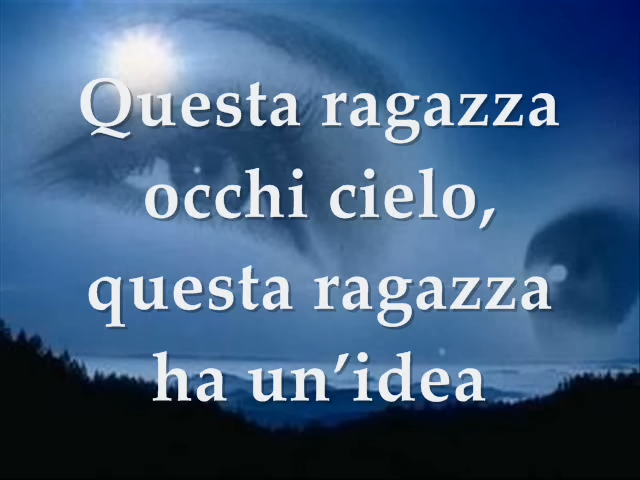 Questa ragazza
occhi cielo,
questa ragazza
ha un’idea